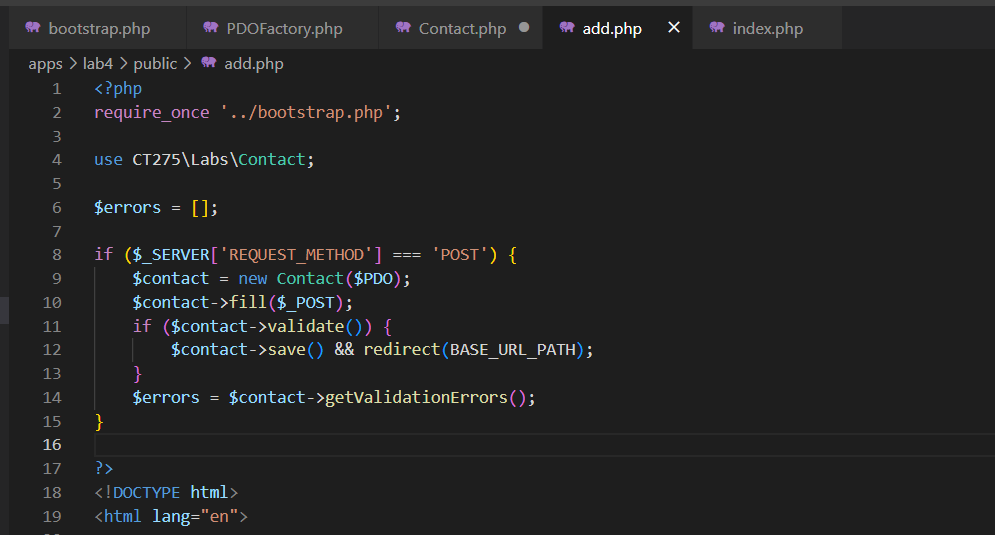 bootstrap.php PDOFactory.php Contact.php add.php index.php
apps > lab4 > public > add.php
1 <?php
2 require_once '../bootstrap.php';
3
4 use CT275\Labs\Contact;
5
6 $errors = [];
7
8 if ($_SERVER['REQUEST_METHOD'] === 'POST') {
9     $contact = new Contact($PDO);
10     $contact->fill($_POST);
11     if ($contact->validate()) {
12         $contact->save() && redirect(BASE_URL_PATH);
13     }
14     $errors = $contact->getValidationErrors();
15 }
16
17 ?>
18 <!DOCTYPE html>
19 <html lang="en">